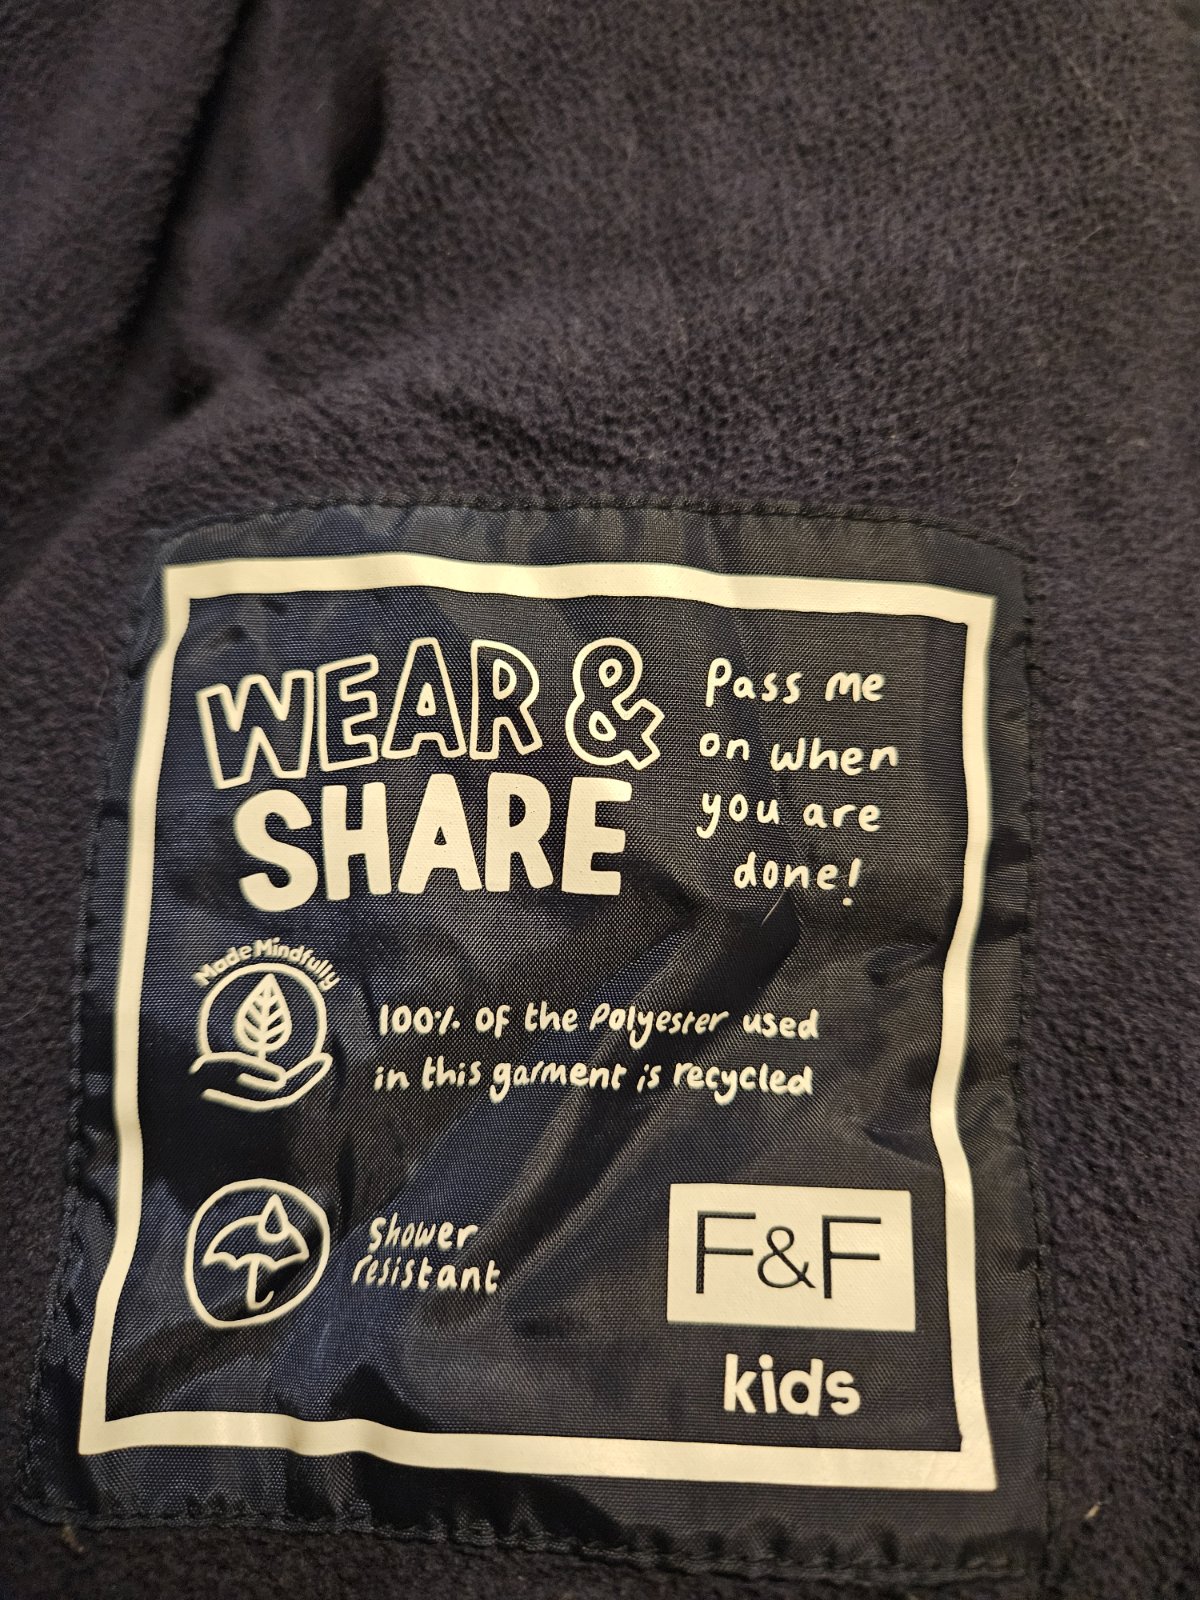 WEAR &
SHARE
Pass me
on when
you are
done!
Made Mindfully
100% of the Polyester used
in this garment is recycled
shower
resistant
F&F
kids